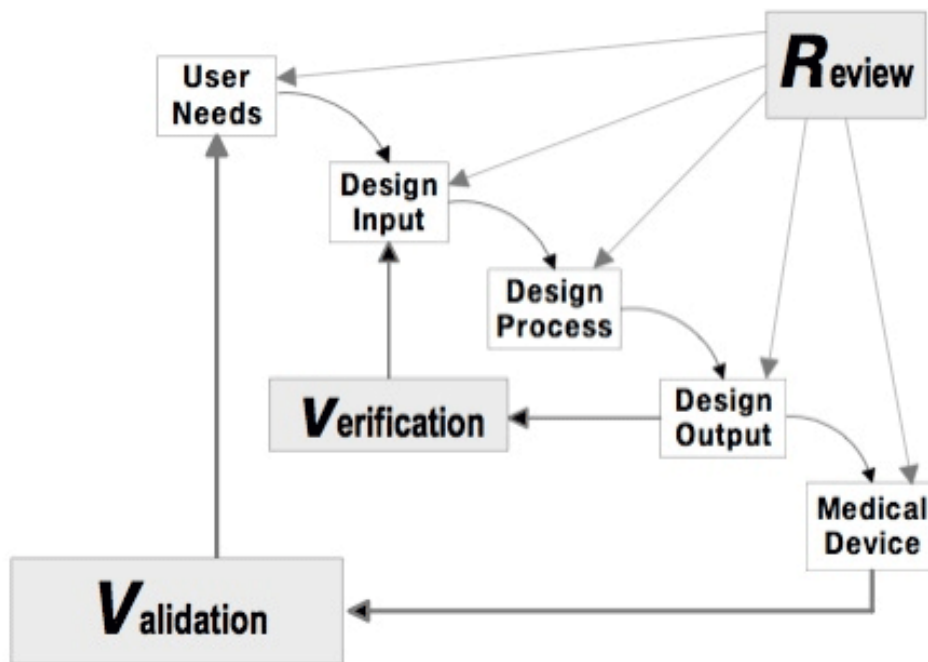 Review
User
Needs
Design
Input
Design
Process
Verification
Design
Output
Medical
Device
Validation